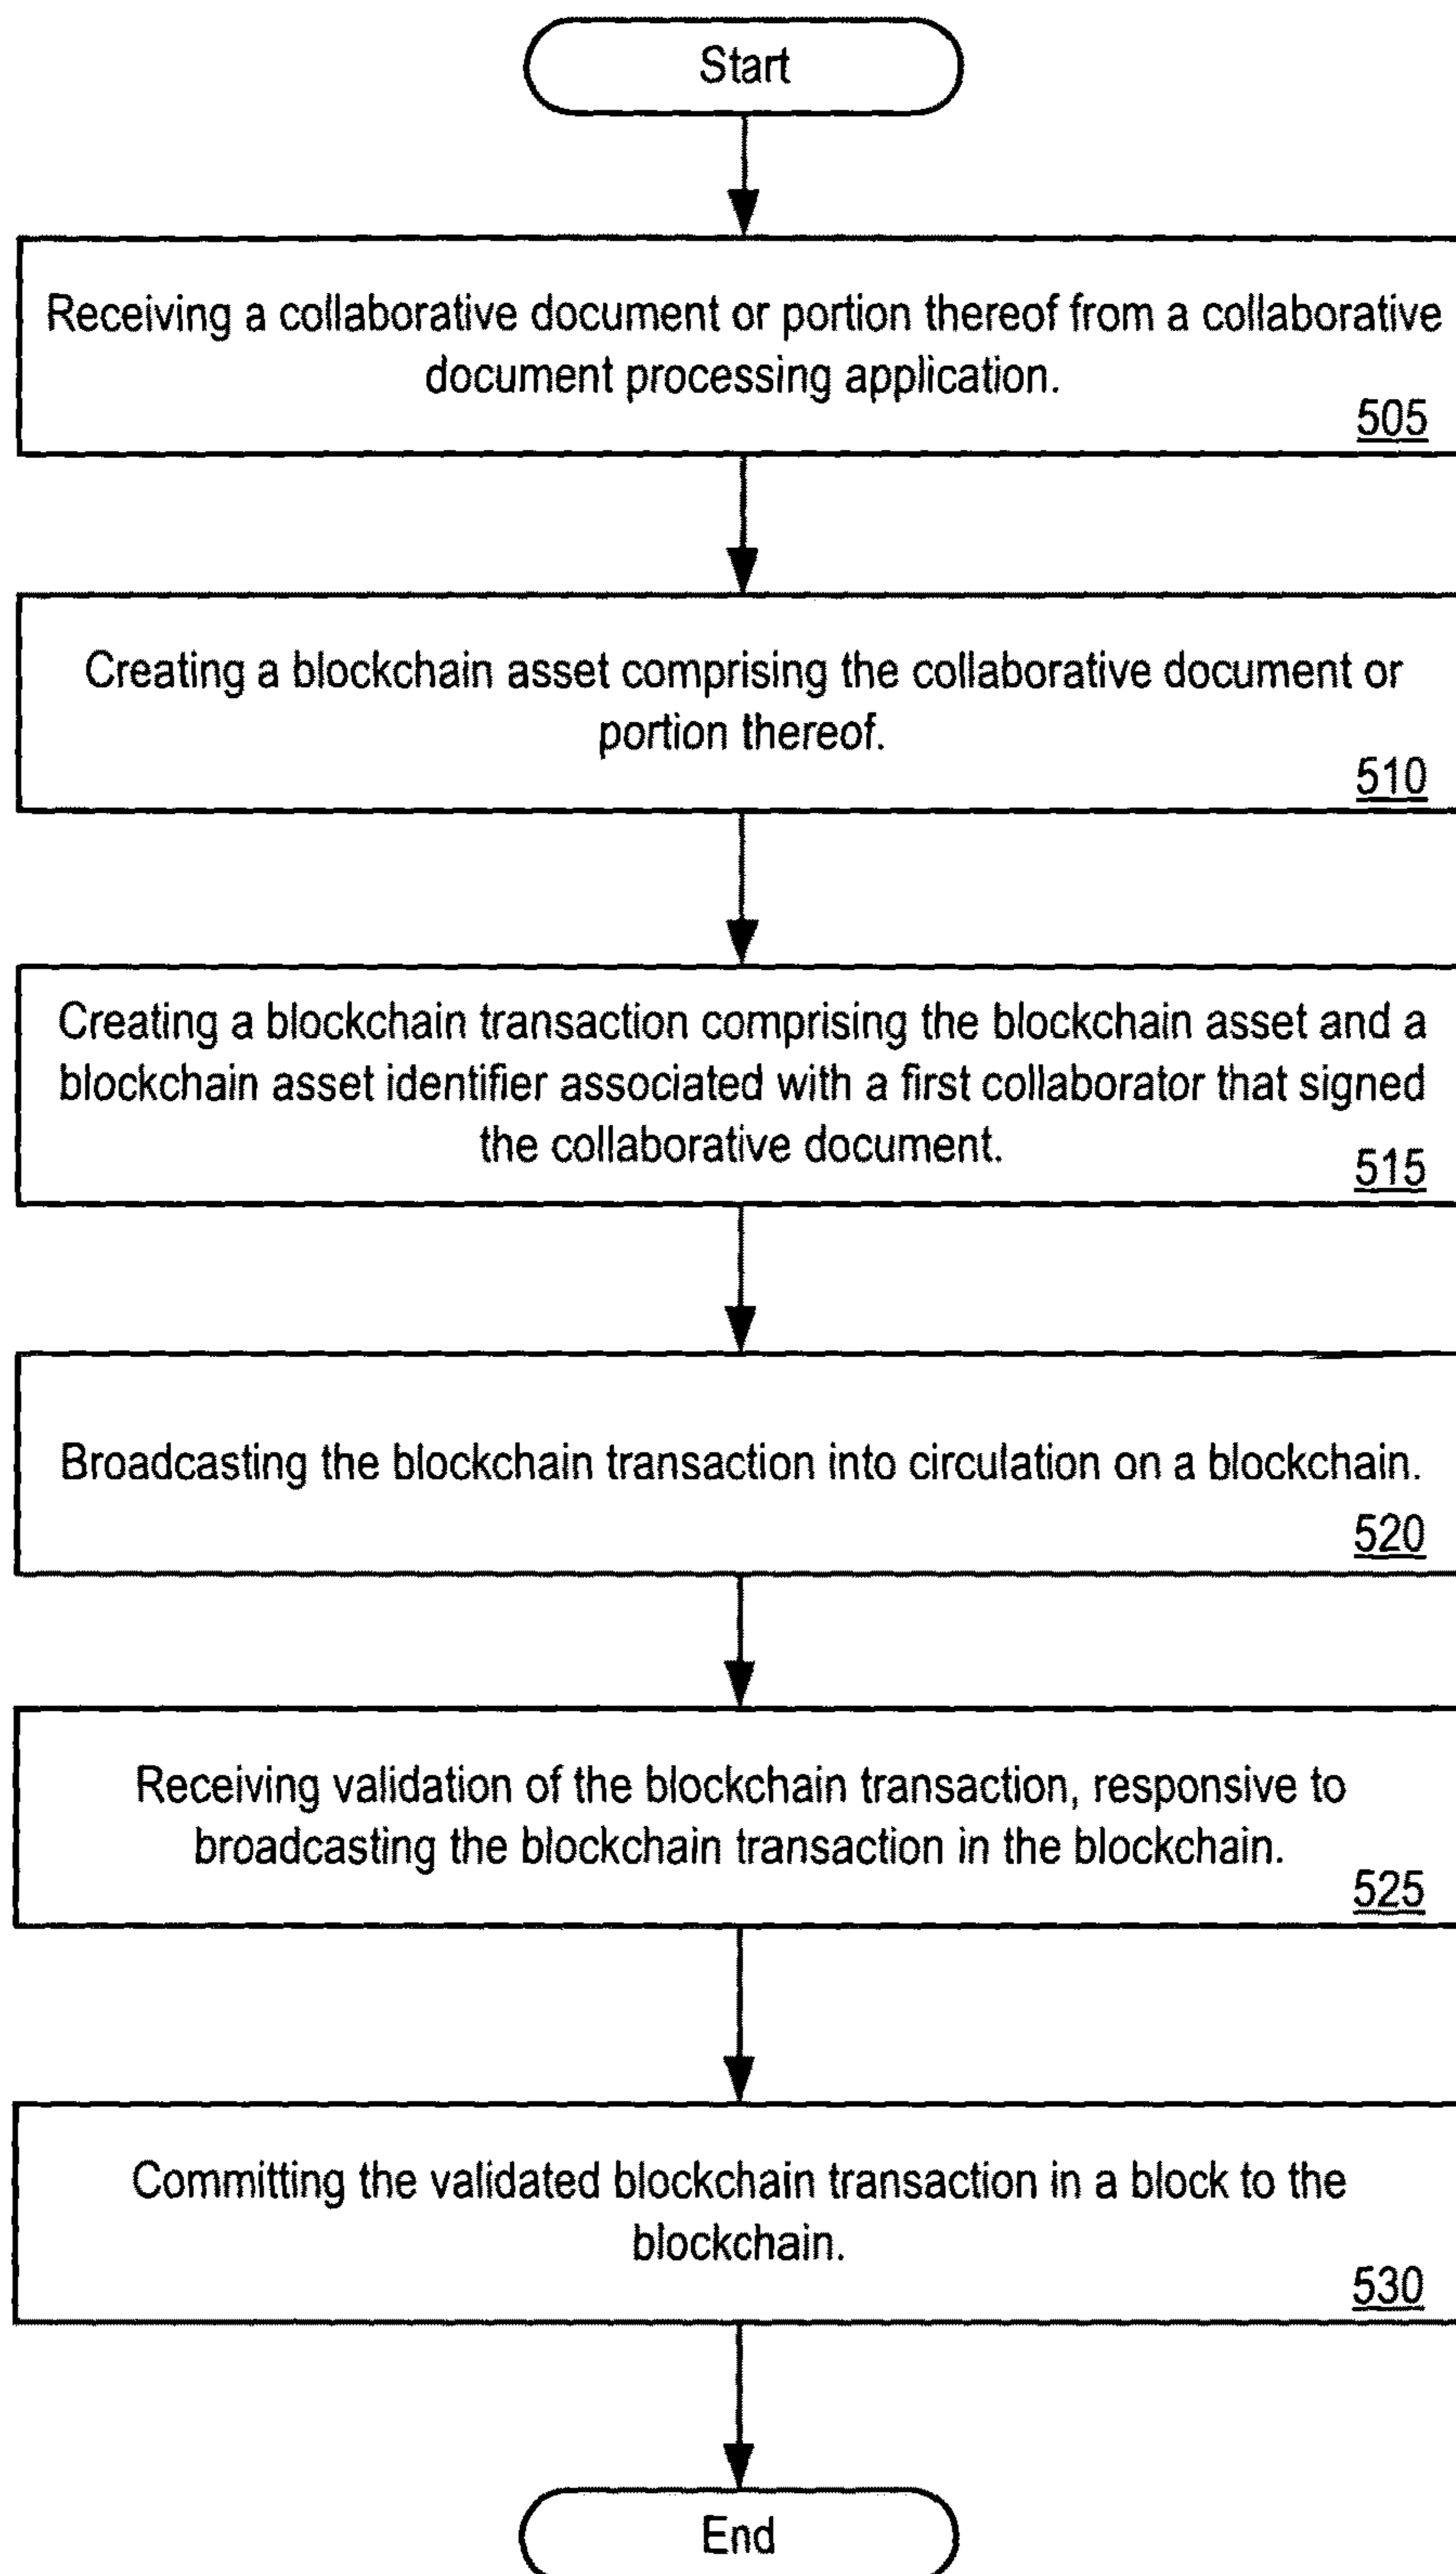 Start
Receiving a collaborative document or portion thereof from a collaborative
document processing application.
505
Creating a blockchain asset comprising the collaborative document or
portion thereof.
510
Creating a blockchain transaction comprising the blockchain asset and a
blockchain asset identifier associated with a first collaborator that signed
the collaborative document.
515
Broadcasting the blockchain transaction into circulation on a blockchain.
520
Receiving validation of the blockchain transaction, responsive to
broadcasting the blockchain transaction in the blockchain.
525
Committing the validated blockchain transaction in a block to the
blockchain.
530
End